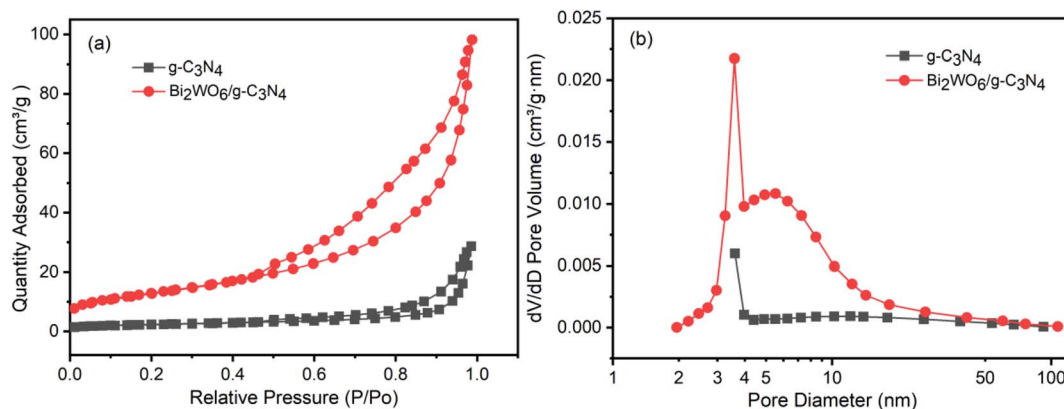 (a)
g-C3N4
Bi2WO6/g-C3N4
Quantity Adsorbed (cm3/g)
100
80
60
40
20
0
0.0 0.2 0.4 0.6 0.8 1.0
Relative Pressure (P/Po)
(b)
g-C3N4
Bi2WO6/g-C3N4
dV/dD Pore Volume (cm3/g·nm)
0.025
0.020
0.015
0.010
0.005
0.000
1 2 3 4 5 10 50 100
Pore Diameter (nm)